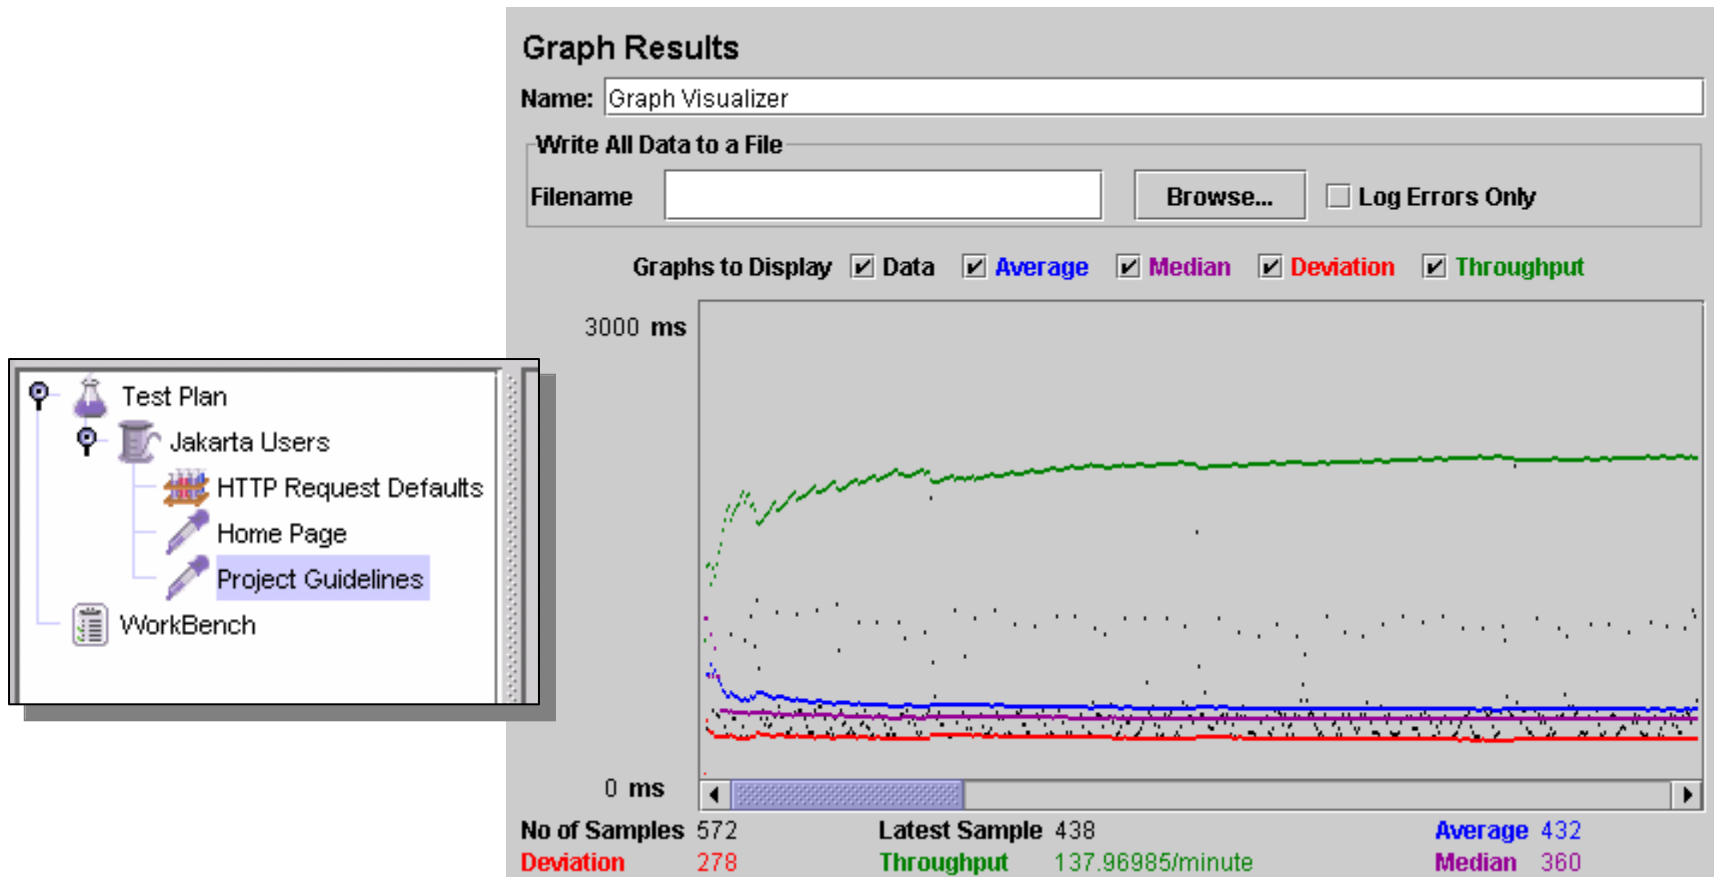 Graph Results
Name: Graph Visualizer
Write All Data to a File
Filename Browse... Log Errors Only
Graphs to Display Data Average Median Deviation Throughput
3000 ms
0 ms
No of Samples 572 Latest Sample 438 Average 432
Deviation 278 Throughput 137.96985/minute Median 360
Test Plan
Jakarta Users
HTTP Request Defaults
Home Page
Project Guidelines
WorkBench